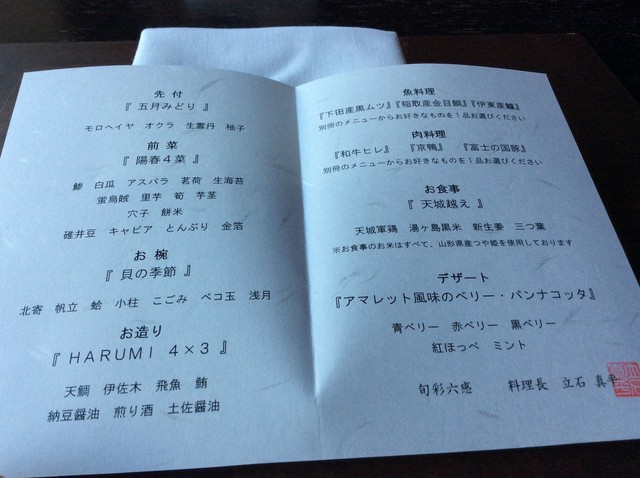 先付
『 五月みどり 』
モロヘイヤ オクラ 生雲丹 柚子
前菜
『 陽春4菜 』
鯵 白瓜 アスパラ 茗荷 生海苔
蛍烏賊 里芋 筍 芋茎
穴子 餅米
碓井豆 キャビア とんぶり 金箔
お椀
『 貝の季節 』
北寄 帆立 蛤 小柱 こごみ ペコ玉 浅月
お造り
『 HARUMI 4×3 』
天鯛 伊佐木 飛魚 鮪
納豆醤油 煎り酒 土佐醤油
魚料理
『下田産黒ムツ』『稲取産金目鯛』『伊東産鱸』
別冊のメニューからお好きなものを1品お選びください
肉料理
『和牛ヒレ』 『京鴨』 『富士の国豚』
別冊のメニューからお好きなものを1品お選びください
お食事
『 天城越え 』
天城軍鶏 湯ヶ島黒米 新生姜 三つ葉
※お食事のお米はすべて、山形県産つや姫を使用しております
デザート
『アマレット風味のベリー・パンナコッタ』
青ベリー 赤ベリー 黒ベリー
紅ほっぺ ミント
旬彩六感 料理長 立石 真平